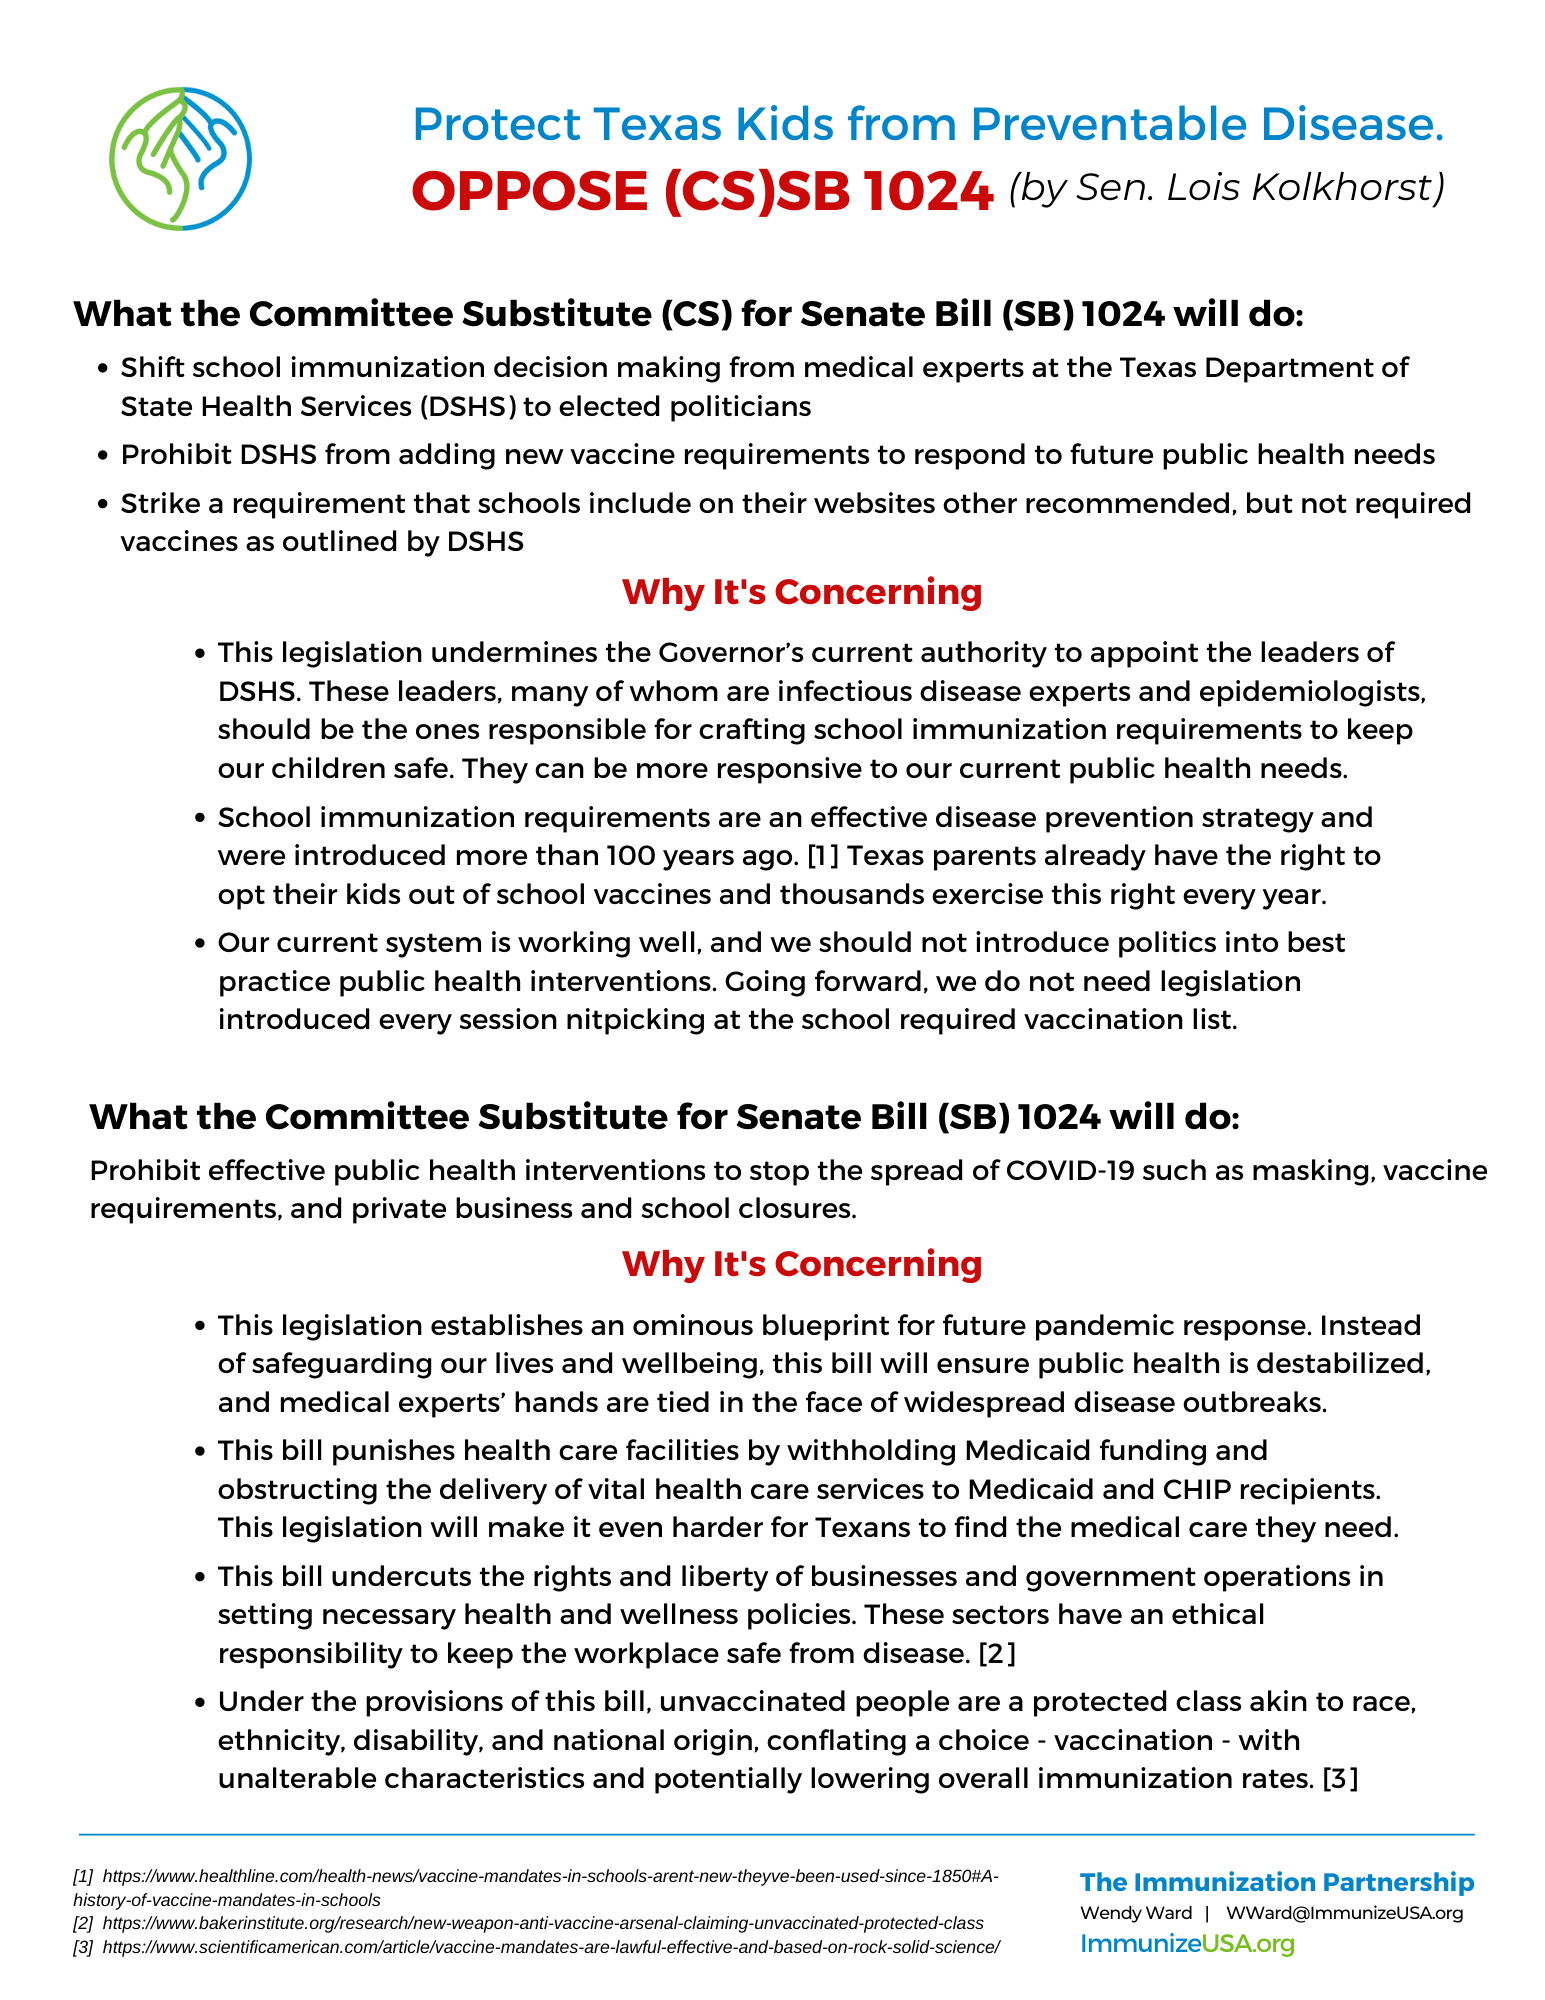 Protect Texas Kids from Preventable Disease.
OPPOSE (CS)SB 1024 (by Sen. Lois Kolkhorst)
What the Committee Substitute (CS) for Senate Bill (SB) 1024 will do:
• Shift school immunization decision making from medical experts at the Texas Department of
State Health Services (DSHS) to elected politicians
• Prohibit DSHS from adding new vaccine requirements to respond to future public health needs
• Strike a requirement that schools include on their websites other recommended, but not required
vaccines as outlined by DSHS
Why It's Concerning
• This legislation undermines the Governor’s current authority to appoint the leaders of
DSHS. These leaders, many of whom are infectious disease experts and epidemiologists,
should be the ones responsible for crafting school immunization requirements to keep
our children safe. They can be more responsive to our current public health needs.
• School immunization requirements are an effective disease prevention strategy and
were introduced more than 100 years ago. [1] Texas parents already have the right to
opt their kids out of school vaccines and thousands exercise this right every year.
• Our current system is working well, and we should not introduce politics into best
practice public health interventions. Going forward, we do not need legislation
introduced every session nitpicking at the school required vaccination list.
What the Committee Substitute for Senate Bill (SB) 1024 will do:
Prohibit effective public health interventions to stop the spread of COVID-19 such as masking, vaccine
requirements, and private business and school closures.
Why It's Concerning
• This legislation establishes an ominous blueprint for future pandemic response. Instead
of safeguarding our lives and wellbeing, this bill will ensure public health is destabilized,
and medical experts’ hands are tied in the face of widespread disease outbreaks.
• This bill punishes health care facilities by withholding Medicaid funding and
obstructing the delivery of vital health care services to Medicaid and CHIP recipients.
This legislation will make it even harder for Texans to find the medical care they need.
• This bill undercuts the rights and liberty of businesses and government operations in
setting necessary health and wellness policies. These sectors have an ethical
responsibility to keep the workplace safe from disease. [2]
• Under the provisions of this bill, unvaccinated people are a protected class akin to race,
ethnicity, disability, and national origin, conflating a choice - vaccination - with
unalterable characteristics and potentially lowering overall immunization rates. [3]
[1] https://www.healthline.com/health-news/vaccine-mandates-in-schools-arent-new-theyve-been-used-since-1850#A-
history-of-vaccine-mandates-in-schools
[2] https://www.bakerinstitute.org/research/new-weapon-anti-vaccine-arsenal-claiming-unvaccinated-protected-class
[3] https://www.scientificamerican.com/article/vaccine-mandates-are-lawful-effective-and-based-on-rock-solid-science/
The Immunization Partnership
Wendy Ward | WWard@ImmunizeUSA.org
ImmunizeUSA.org